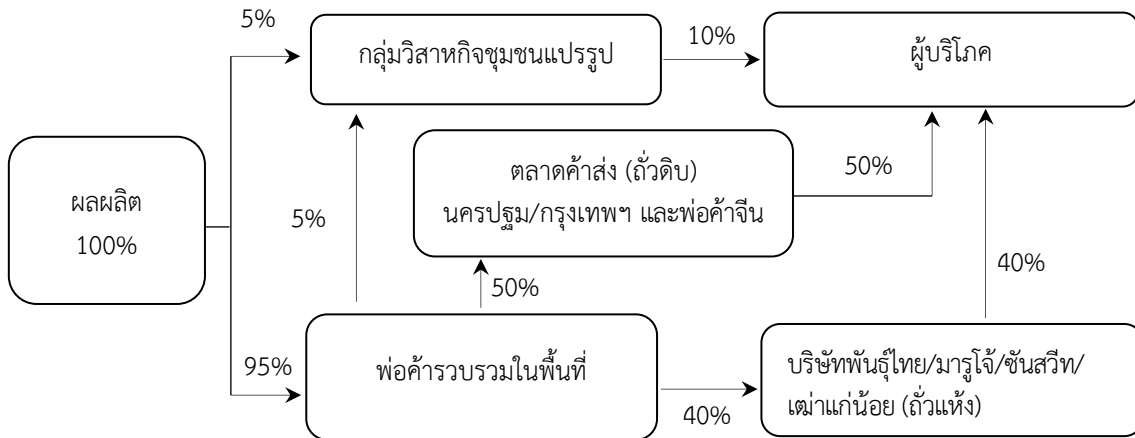 5%
กลุ่มวิสาหกิจชุมชนแปรรูป
10%
ผู้บริโภค
ผลผลิต
100%
5%
ตลาดค้าส่ง (ถั่วดิบ)
นครปฐม/กรุงเทพฯ และพ่อค้าจีน
50%
50%
40%
95%
พ่อค้ารวบรวมในพื้นที่
40%
บริษัทพันธุ์ไทย/มารูโจ้/ซันสวีท/
เฒ่าแก่น้อย (ถั่วแห้ง)